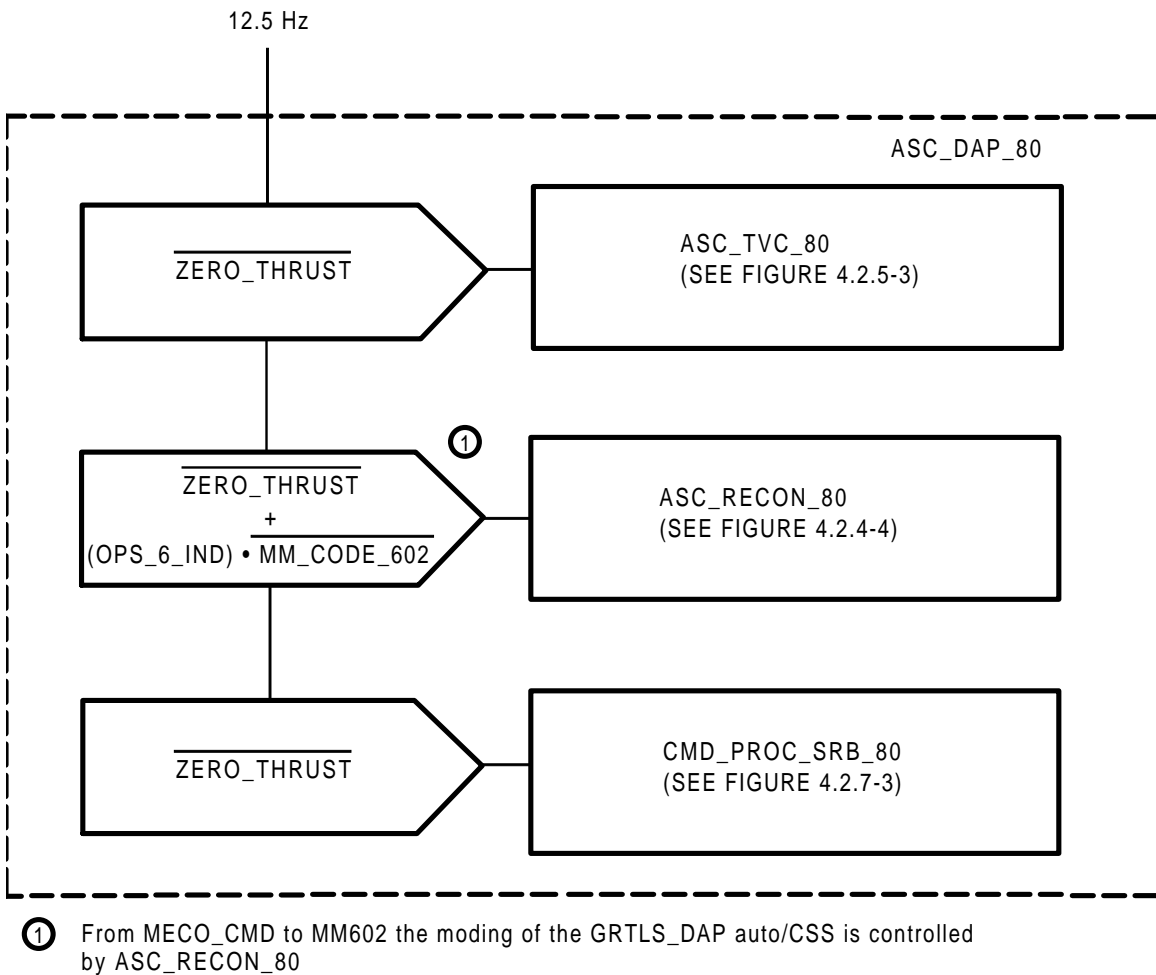 12.5 Hz
ASC_DAP_80
ZERO_THRUST
ASC_TVC_80
(SEE FIGURE 4.2.5-3)
1
ZERO_THRUST
+
(OPS_6_IND) • MM_CODE_602
ASC_RECON_80
(SEE FIGURE 4.2.4-4)
ZERO_THRUST
CMD_PROC_SRB_80
(SEE FIGURE 4.2.7-3)
1 From MECO_CMD to MM602 the moding of the GRTLS_DAP auto/CSS is controlled
by ASC_RECON_80